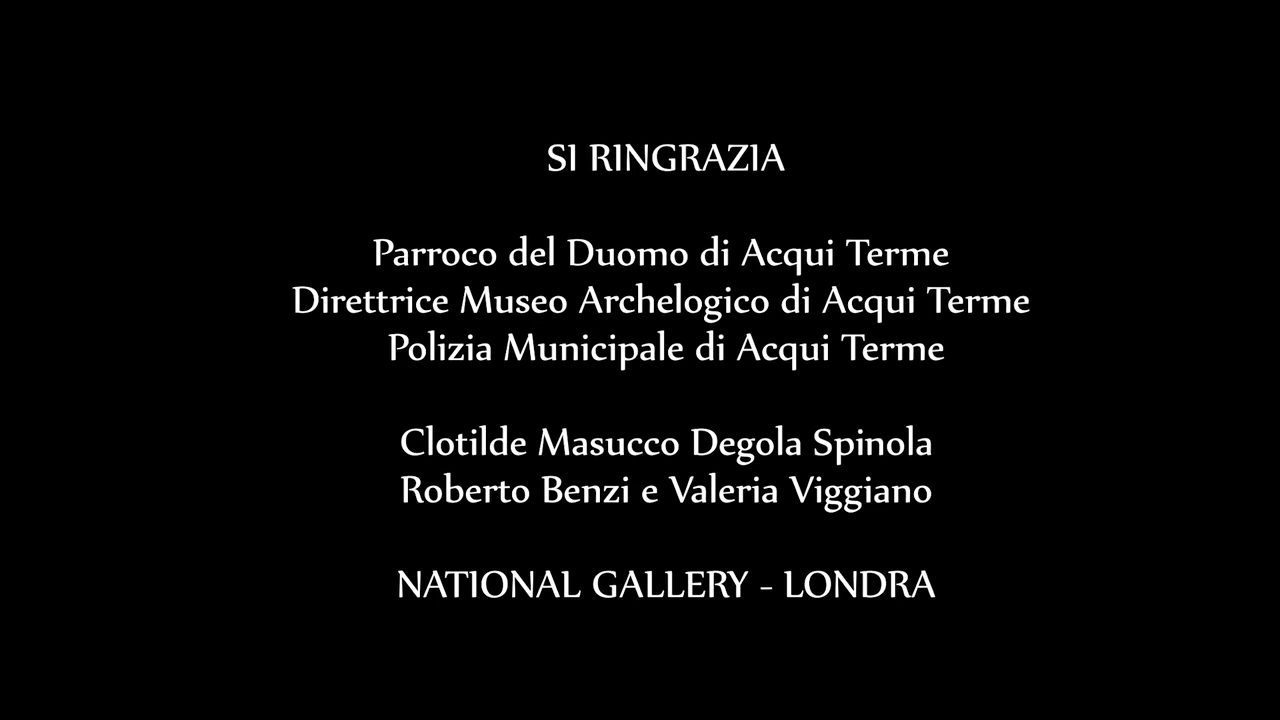 SI RINGRAZIA
Parroco del Duomo di Acqui Terme
Direttrice Museo Archelogico di Acqui Terme
Polizia Municipale di Acqui Terme
Clotilde Masucco Degola Spinola
Roberto Benzi e Valeria Viggiano
NATIONAL GALLERY - LONDRA